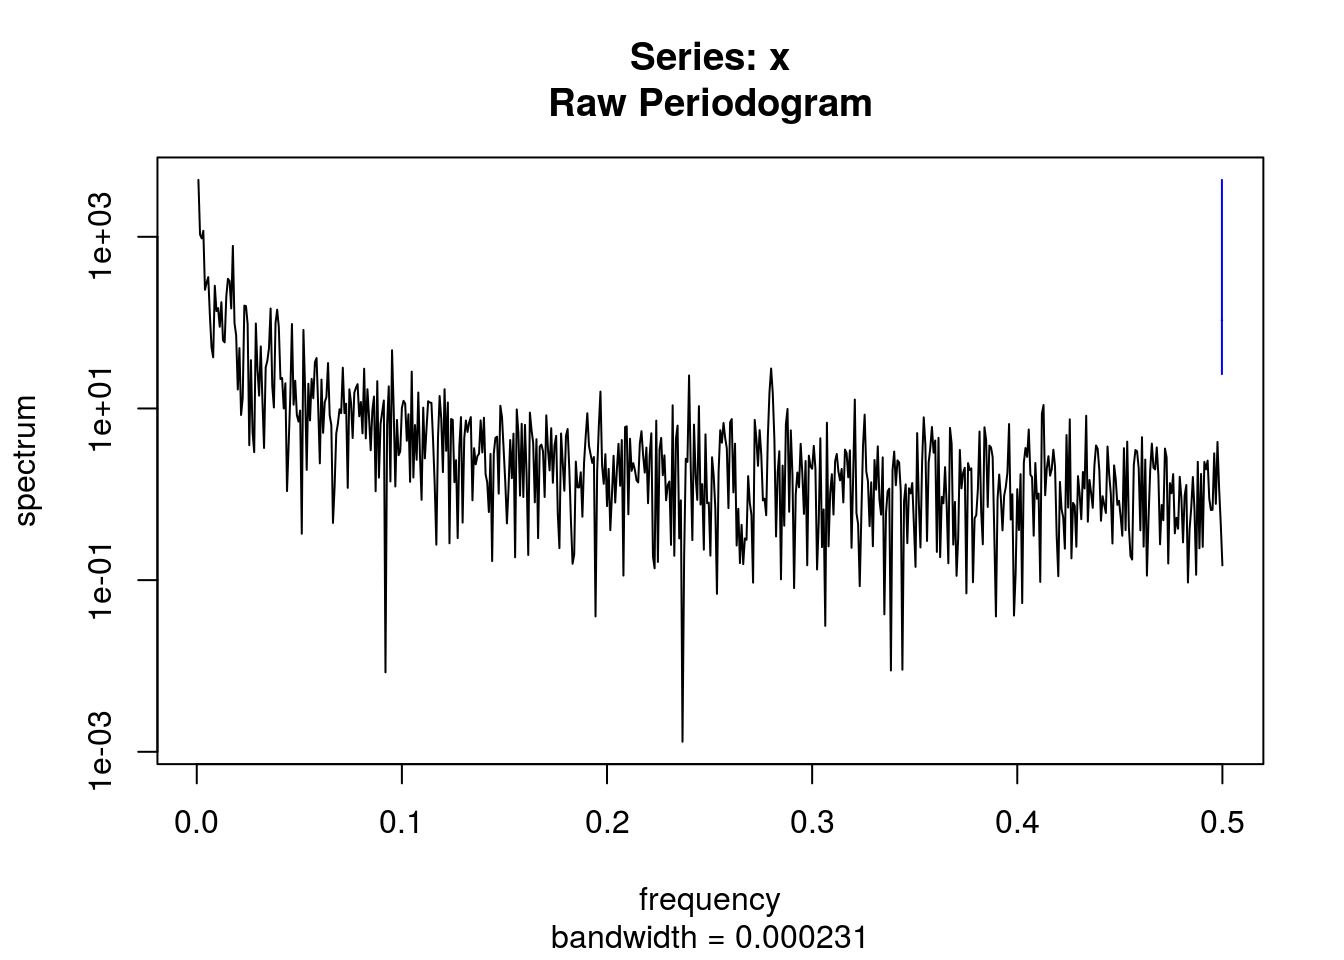 Series: x
Raw Periodogram
spectrum
1e+03
1e+01
1e-01
1e-03
0.0 0.1 0.2 0.3 0.4 0.5
frequency
bandwidth = 0.000231